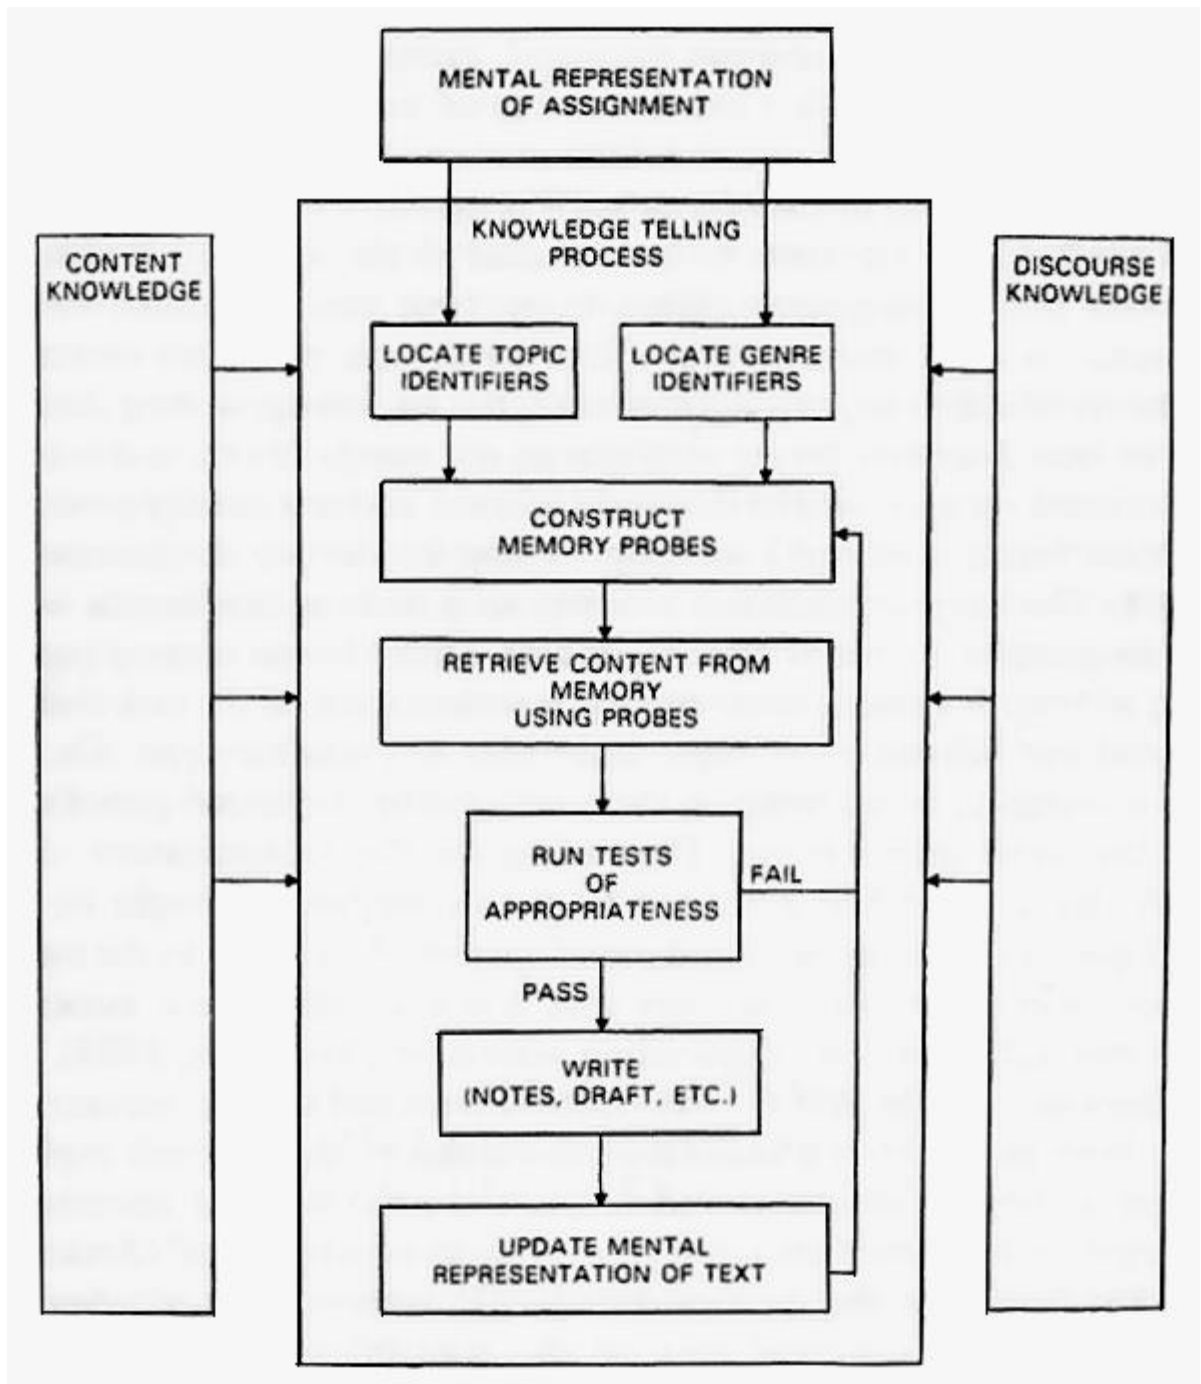 MENTAL REPRESENTATION
OF ASSIGNMENT
KNOWLEDGE TELLING
PROCESS
CONTENT
KNOWLEDGE
DISCOURSE
KNOWLEDGE
LOCATE TOPIC
IDENTIFIERS
LOCATE GENRE
IDENTIFIERS
CONSTRUCT
MEMORY PROBES
RETRIEVE CONTENT FROM
MEMORY
USING PROBES
RUN TESTS
OF
APPROPRIATENESS
FAIL
PASS
WRITE
(NOTES, DRAFT, ETC.)
UPDATE MENTAL
REPRESENTATION OF TEXT